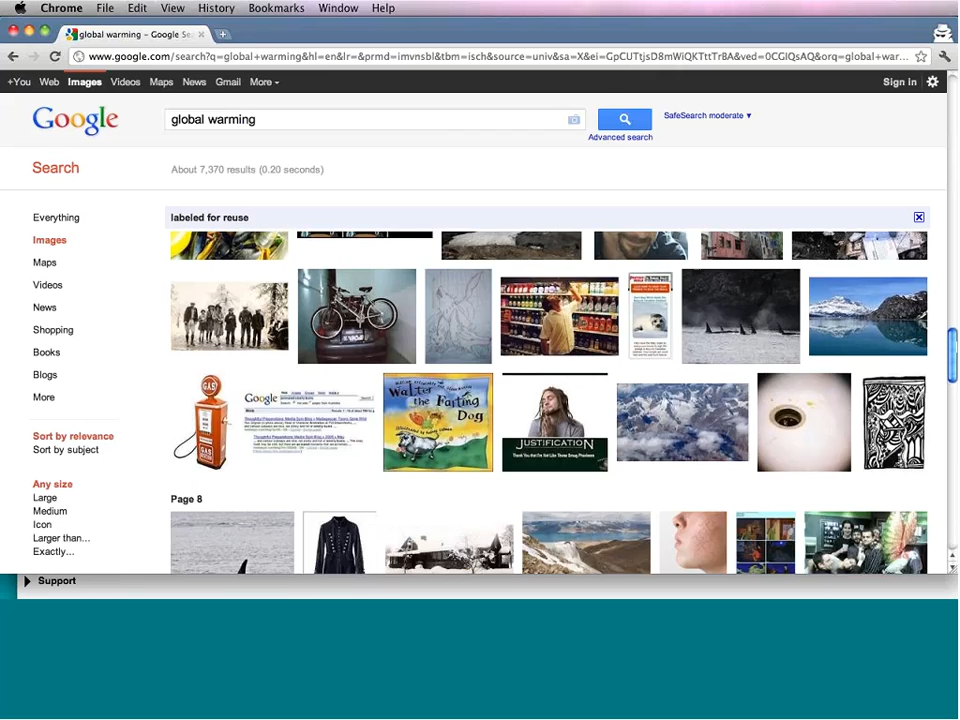 Chrome File Edit View History Bookmarks Window Help
global warming – Google Se
www.google.com/search?q=global+warming&hl=en&lr=&prmd=imvnsbl&tbm=isch&source=univ&sa=X&ei=GpCUTtjsD8mWiQKTttTrBA&ved=0CGIQsAQ&orq=global+war...
+You Web Images Videos Maps News Gmail More Sign in
Google global warming SafeSearch moderate
Advanced search
Search About 7,370 results (0.20 seconds)
labeled for reuse
Everything
Images
Maps
Videos
News
Shopping
Books
Blogs
More
Sort by relevance
Sort by subject
Any size
Large
Medium
Icon
Larger than...
Exactly...
GAS
GAS
Google
Walter
the Farting
Dog
JUSTIFICATION
Page 8
Support